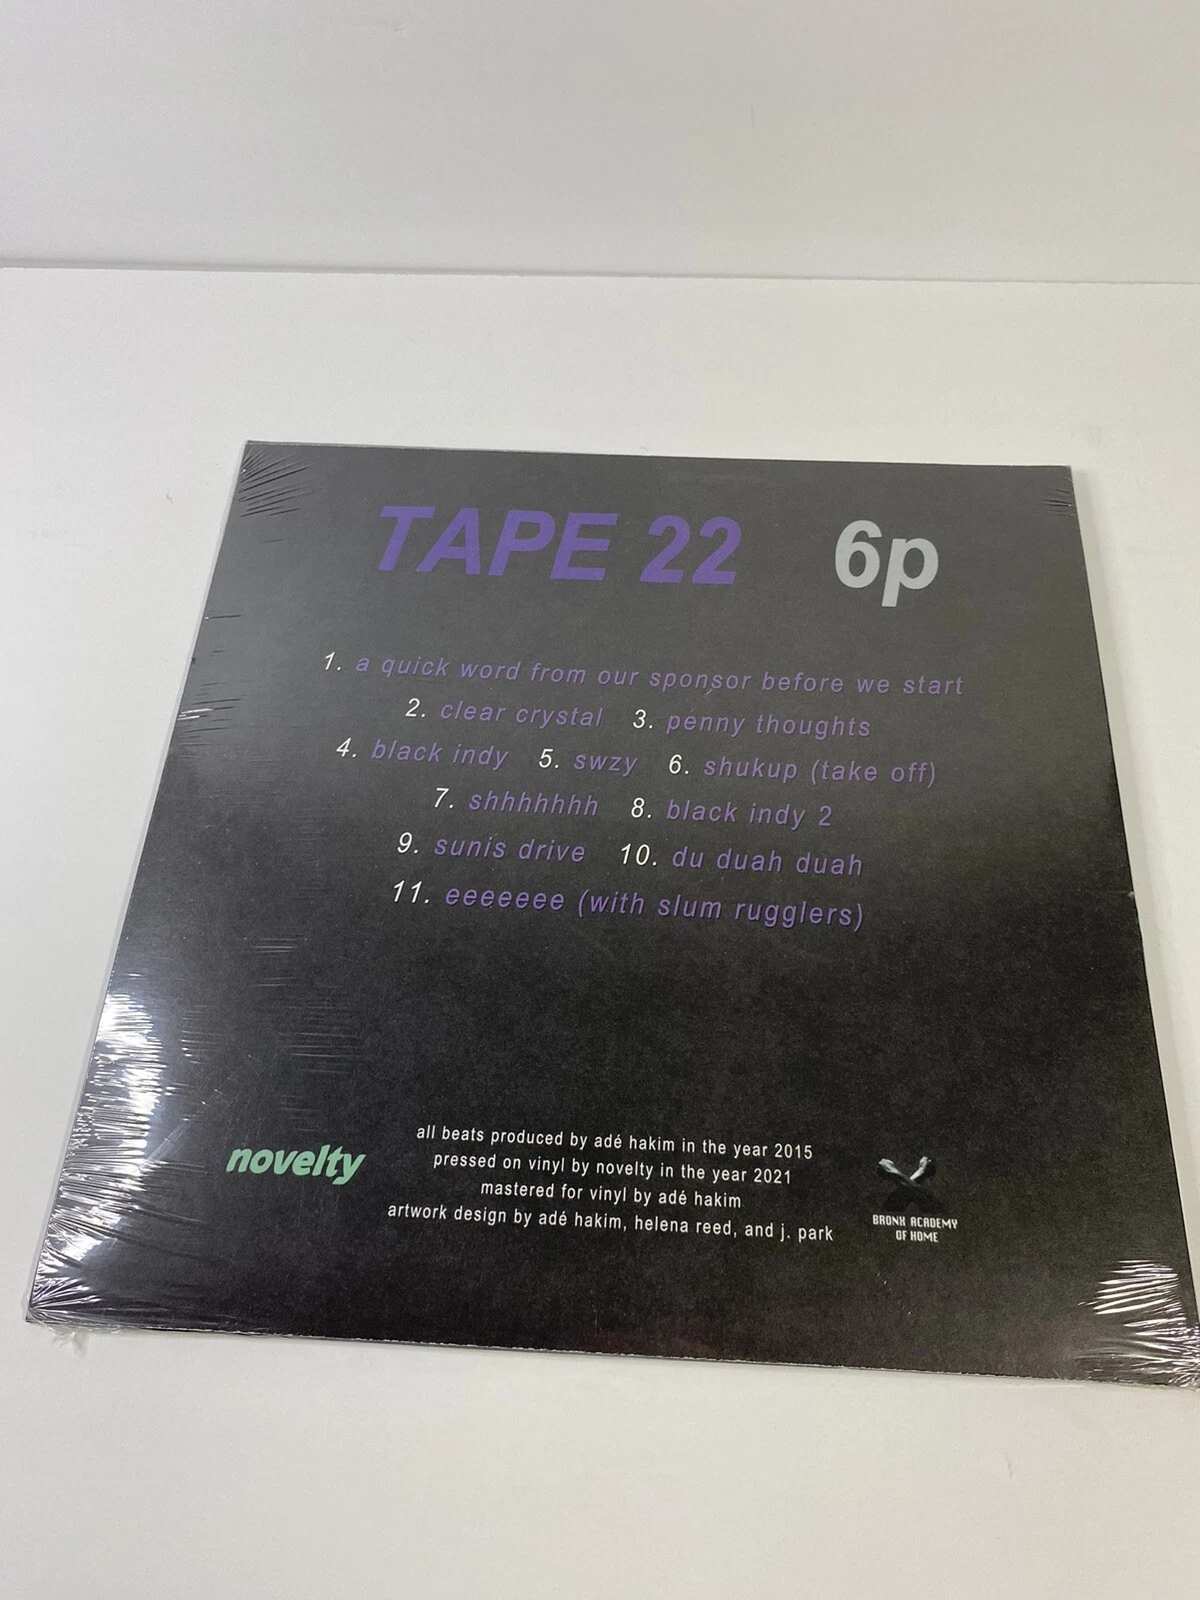 TAPE 22 6p
1. a quick word from our sponsor before we start
2. clear crystal 3. penny thoughts
4. black indy 5. swzy 6. shukup (take off)
7. shhhhhhh 8. black indy 2
9. sunis drive 10. du duah duah
11. eeeeeee (with slum rugglers)
novelty
all beats produced by adé hakim in the year 2015
pressed on vinyl by novelty in the year 2021
mastered for vinyl by adé hakim
artwork design by adé hakim, helena reed, and j. park
BRONX ACADEMY
OF HOME